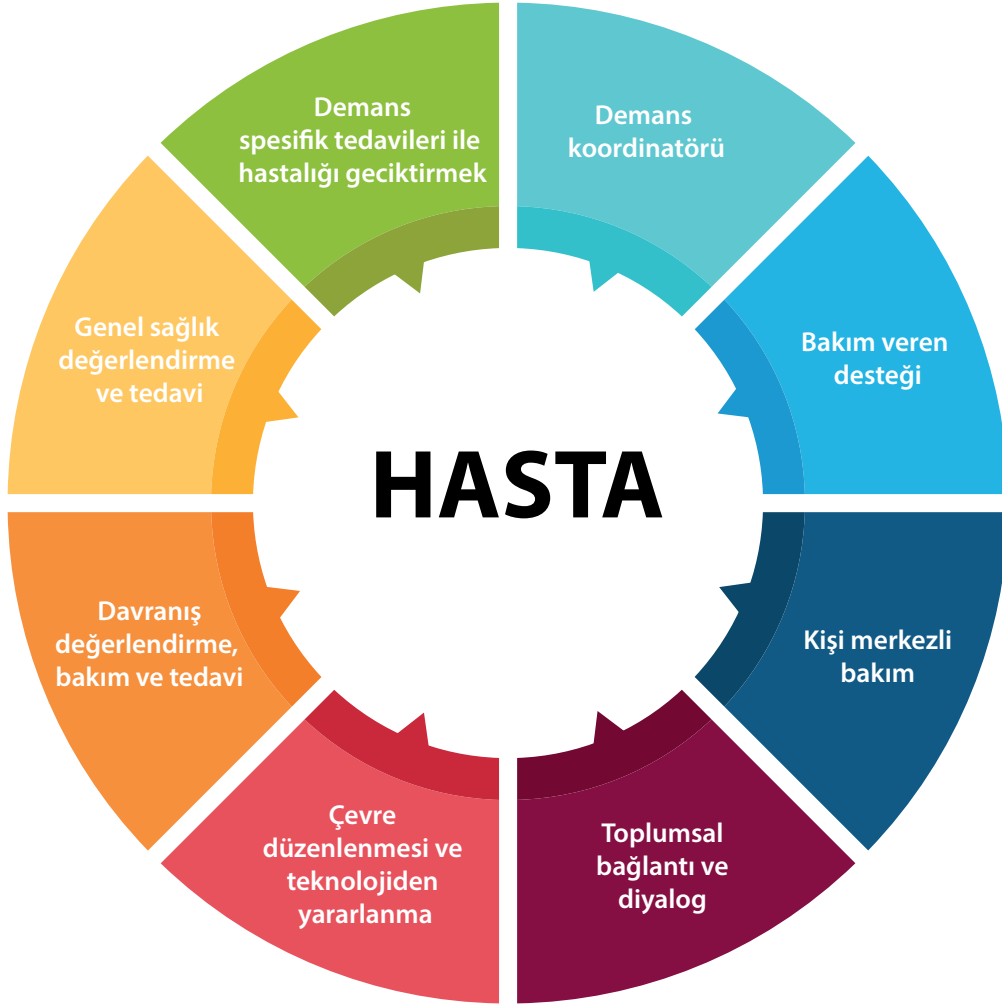 Demans
spesifik tedavileri ile
hastalığı geciktirmek
Demans
koordinatörü
Genel sağlık
değerlendirme
ve tedavi
Bakım veren
desteği
HASTA
Davranış
değerlendirme,
bakım ve tedavi
Kişi merkezli
bakım
Çevre
düzenlenmesi ve
teknolojiden
yararlanma
Toplumsal
bağlantı ve
diyalog